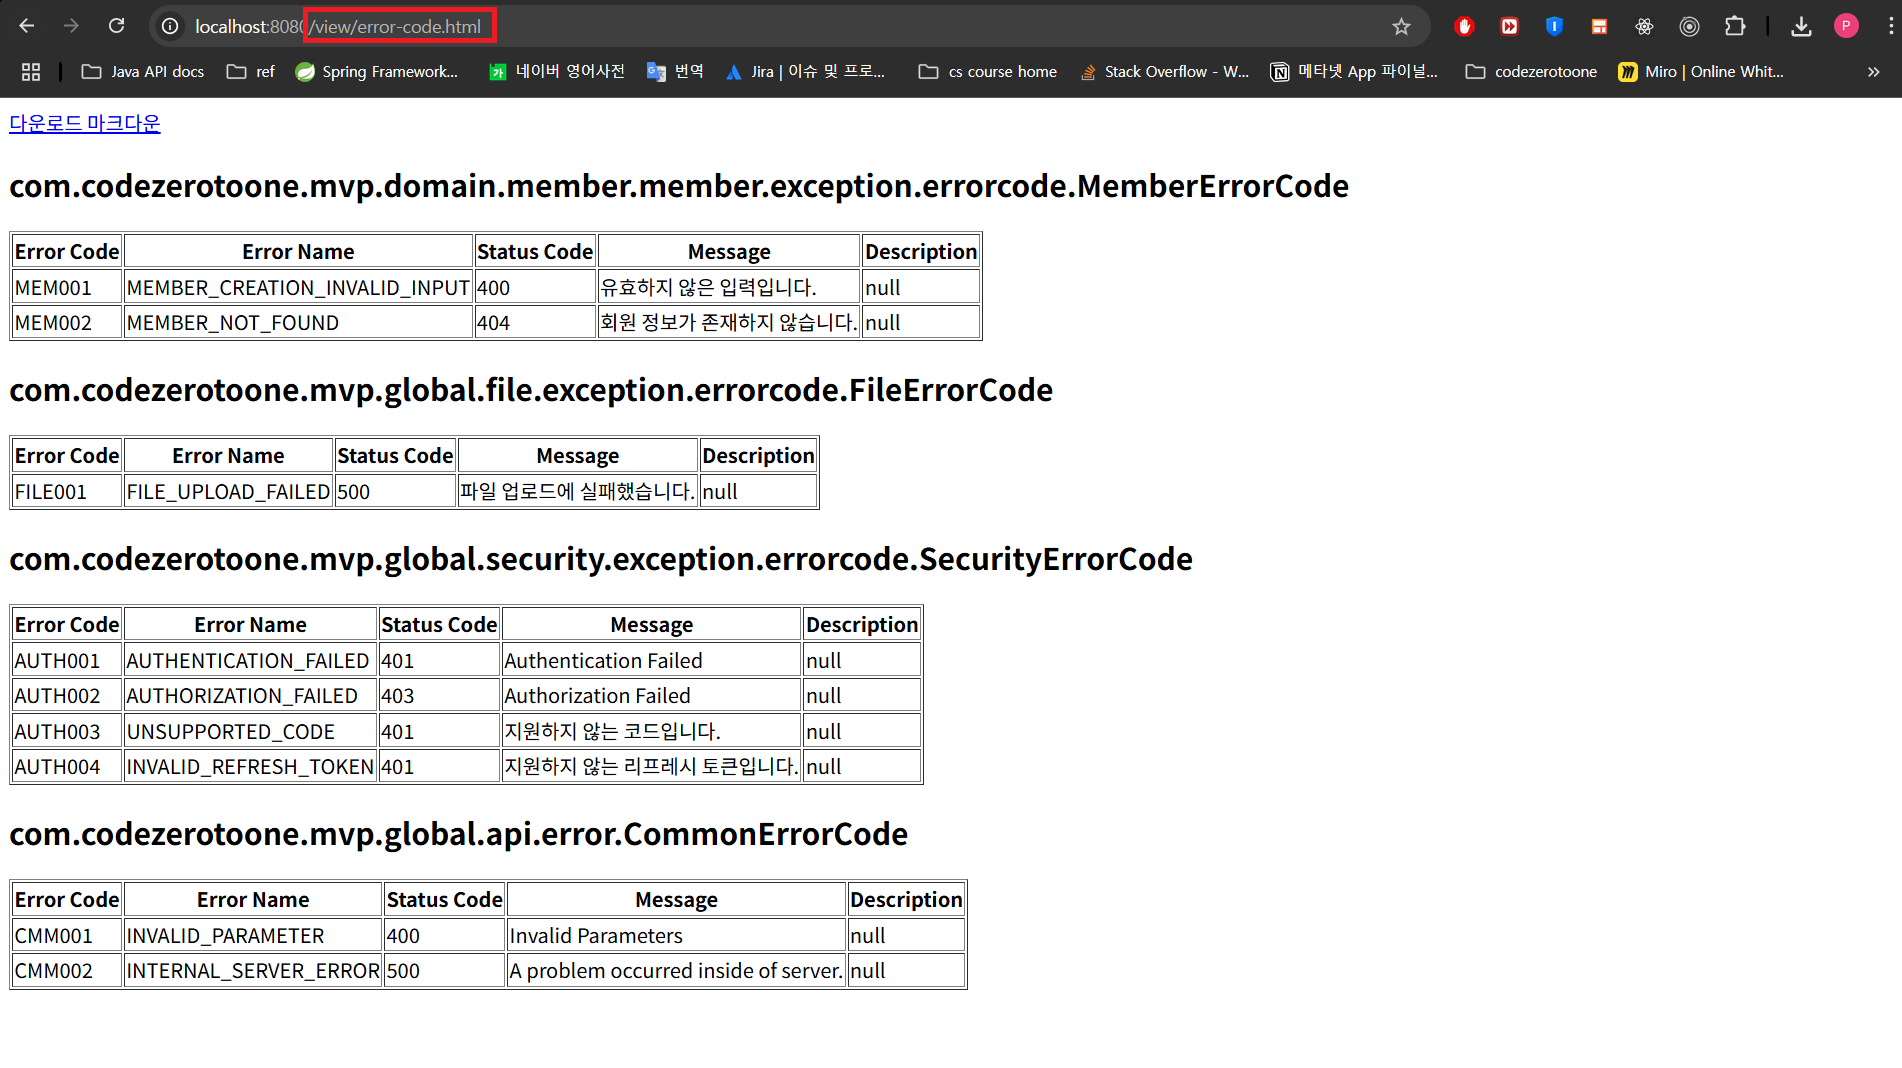 localhost:8080/view/error-code.html
P
Java API docs ref Spring Framework... 네이버 영어사전 번역 Jira | 이슈 및 프로... cs course home Stack Overflow - W... 메타넷 App 파이널... codezerotoone Miro | Online Whit...
다운로드 마크다운
com.codezerotoone.mvp.domain.member.member.exception.errorcode.MemberErrorCode
Error Code Error Name Status Code Message Description
MEM001 MEMBER_CREATION_INVALID_INPUT 400 유효하지 않은 입력입니다. null
MEM002 MEMBER_NOT_FOUND 404 회원 정보가 존재하지 않습니다. null
com.codezerotoone.mvp.global.file.exception.errorcode.FileErrorCode
Error Code Error Name Status Code Message Description
FILE001 FILE_UPLOAD_FAILED 500 파일 업로드에 실패했습니다. null
com.codezerotoone.mvp.global.security.exception.errorcode.SecurityErrorCode
Error Code Error Name Status Code Message Description
AUTH001 AUTHENTICATION_FAILED 401 Authentication Failed null
AUTH002 AUTHORIZATION_FAILED 403 Authorization Failed null
AUTH003 UNSUPPORTED_CODE 401 지원하지 않는 코드입니다. null
AUTH004 INVALID_REFRESH_TOKEN 401 지원하지 않는 리프레시 토큰입니다. null
com.codezerotoone.mvp.global.api.error.CommonErrorCode
Error Code Error Name Status Code Message Description
CMM001 INVALID_PARAMETER 400 Invalid Parameters null
CMM002 INTERNAL_SERVER_ERROR 500 A problem occurred inside of server. null